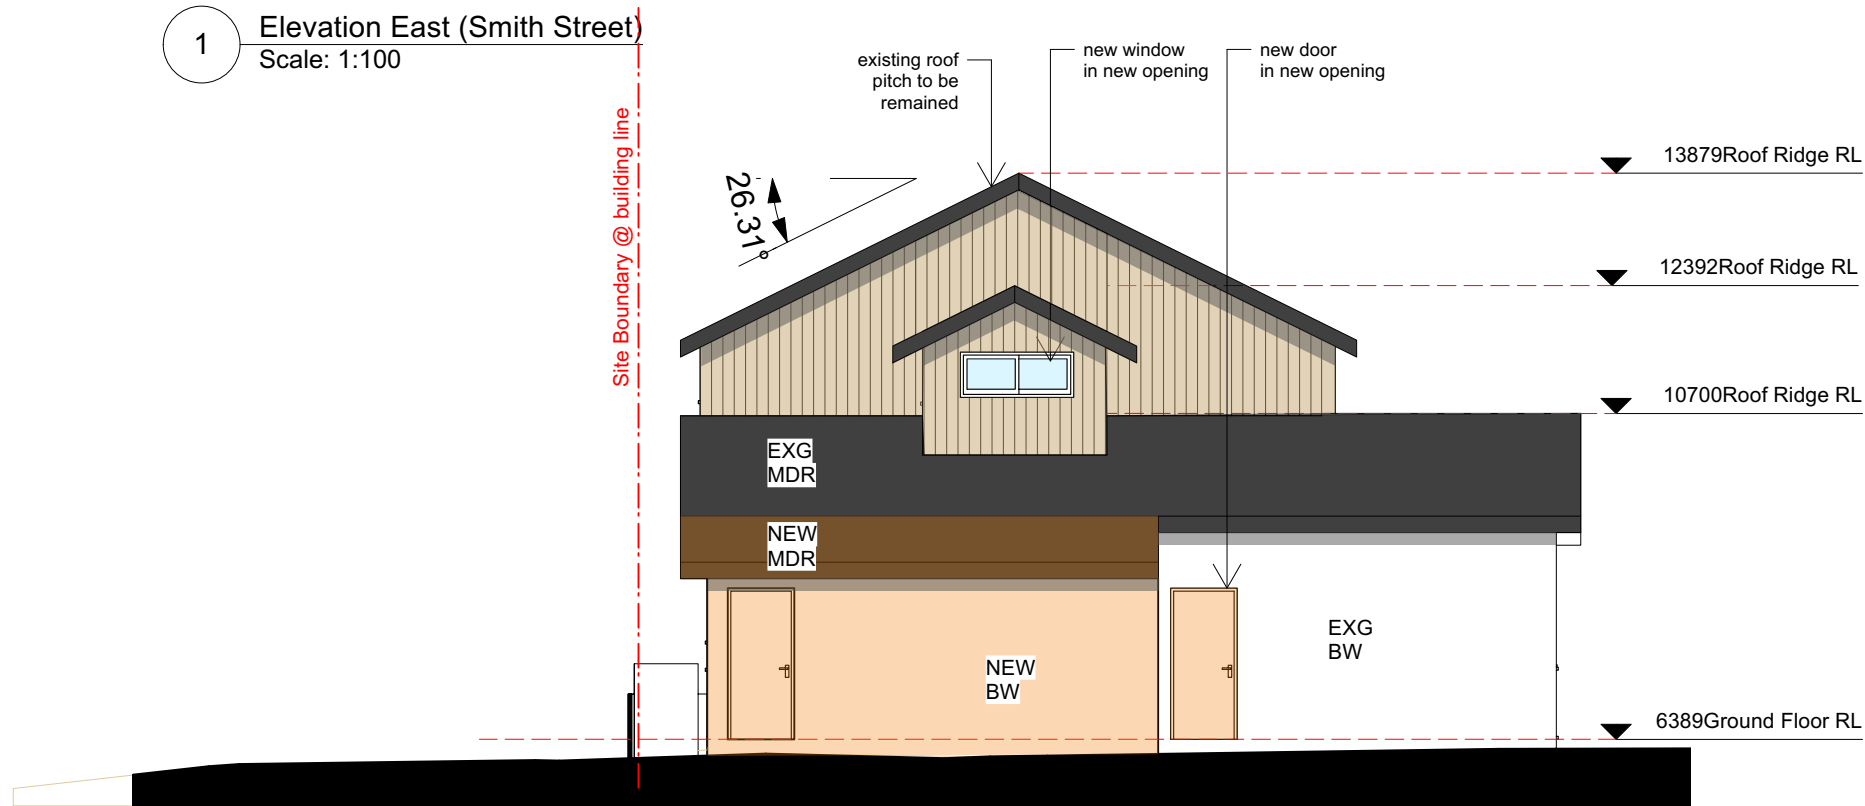 1
Elevation East (Smith Street)
Scale: 1:100
Site Boundary @ building line
26.31°
existing roof
pitch to be
remained
new window
in new opening
new door
in new opening
13879Roof Ridge RL
12392Roof Ridge RL
10700Roof Ridge RL
EXG
MDR
NEW
MDR
NEW
BW
EXG
BW
6389Ground Floor RL